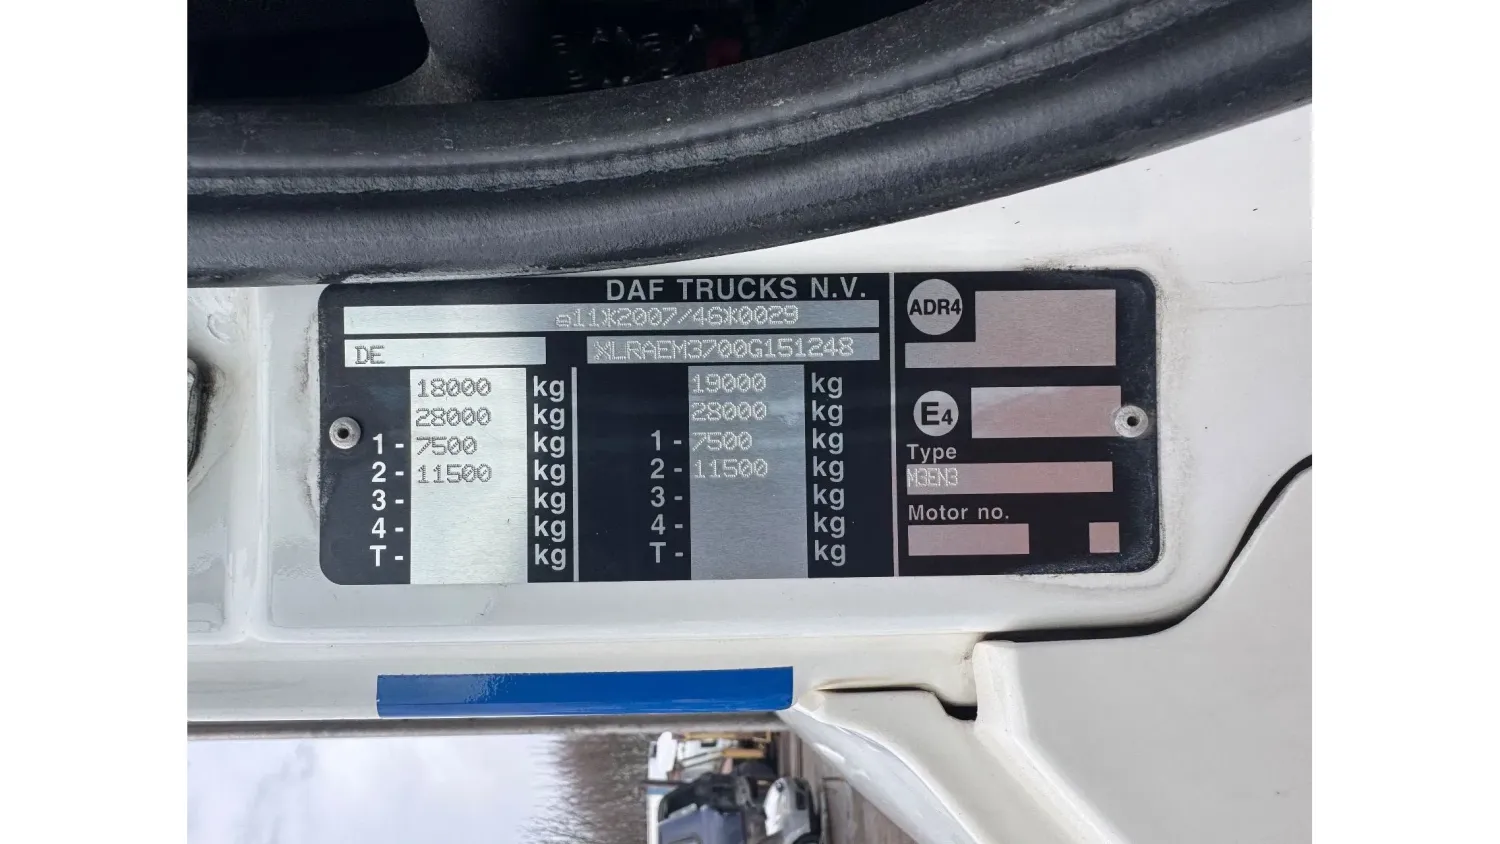 DAF TRUCKS N.V.
e11*2007/46*0029
DE XLRAEM3700G151248
18000 kg 19000 kg
28000 kg 28000 kg
1 - 7500 kg 1 - 7500 kg
2 - 11500 kg 2 - 11500 kg
3 - kg 3 - kg
4 - kg 4 - kg
T - kg T - kg
ADR4
E4
Type
M3EN3
Motor no.